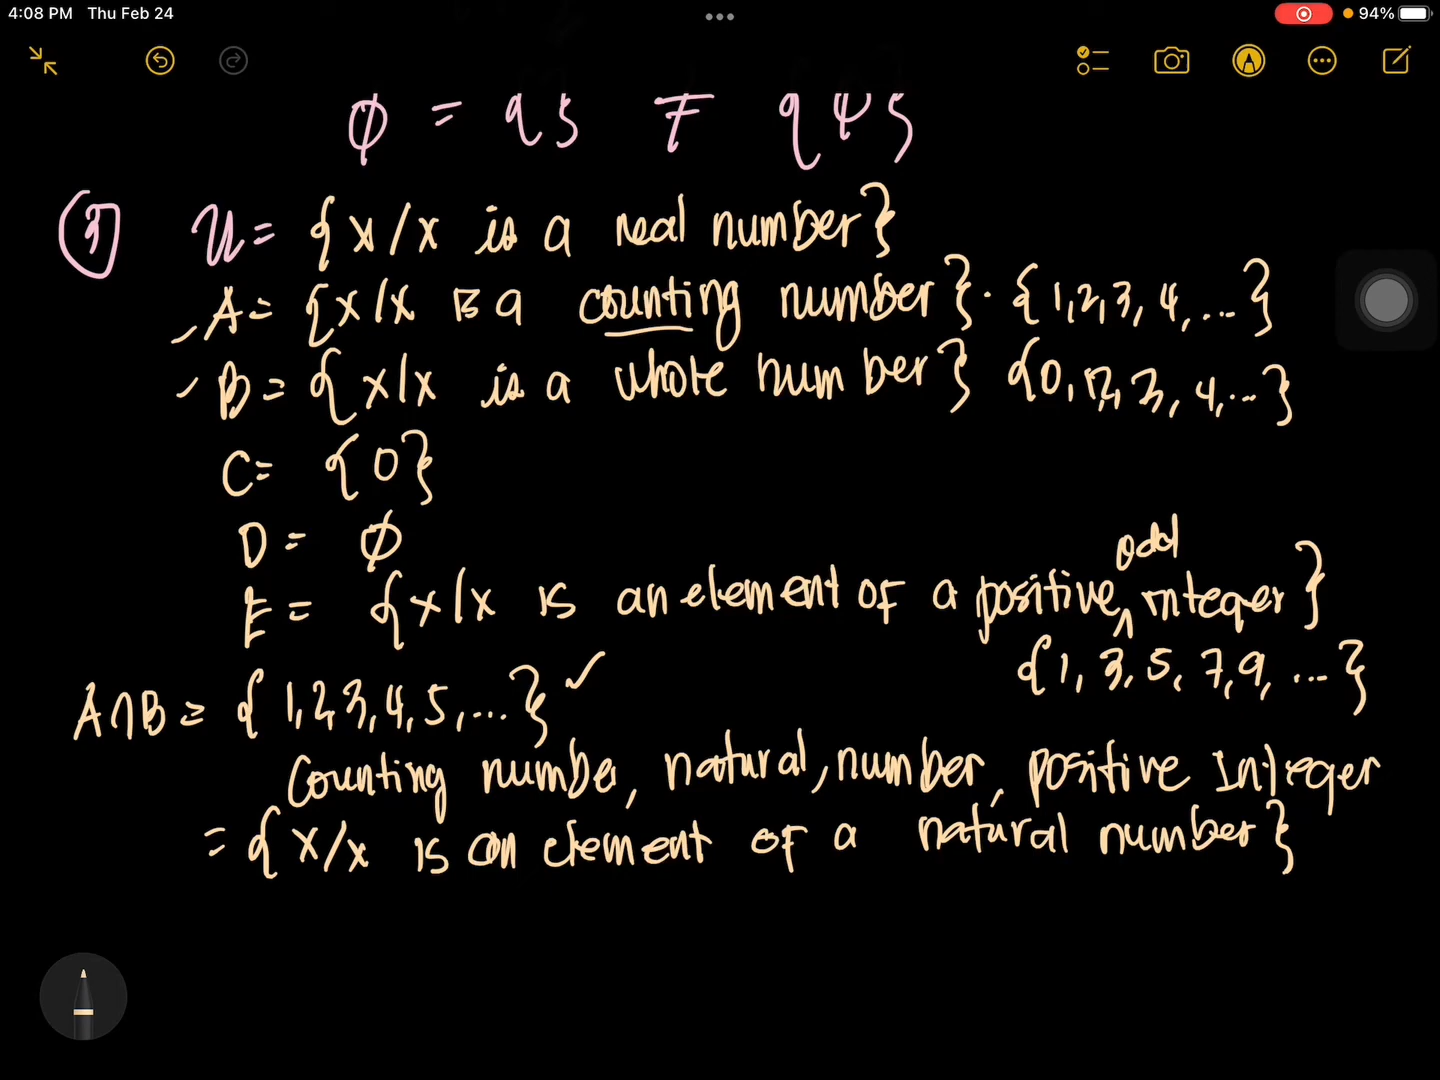 4:08 PM Thu Feb 24
94%
∅ = { } ≠ {∅}
③ U = {x/x is a real number}
A = {x/x is a counting number} · {1,2,3,4,...}
B = {x|x is a whole number} {0,1,2,3,4,...}
C = {0}
D = ∅
odd
E = {x|x is an element of a positive ^ integer}
{1,3,5,7,9,...}
A∩B = {1,2,3,4,5,...} ✓
Counting numbe, natural, number, positive Integer
= {x/x is an element of a natural number}